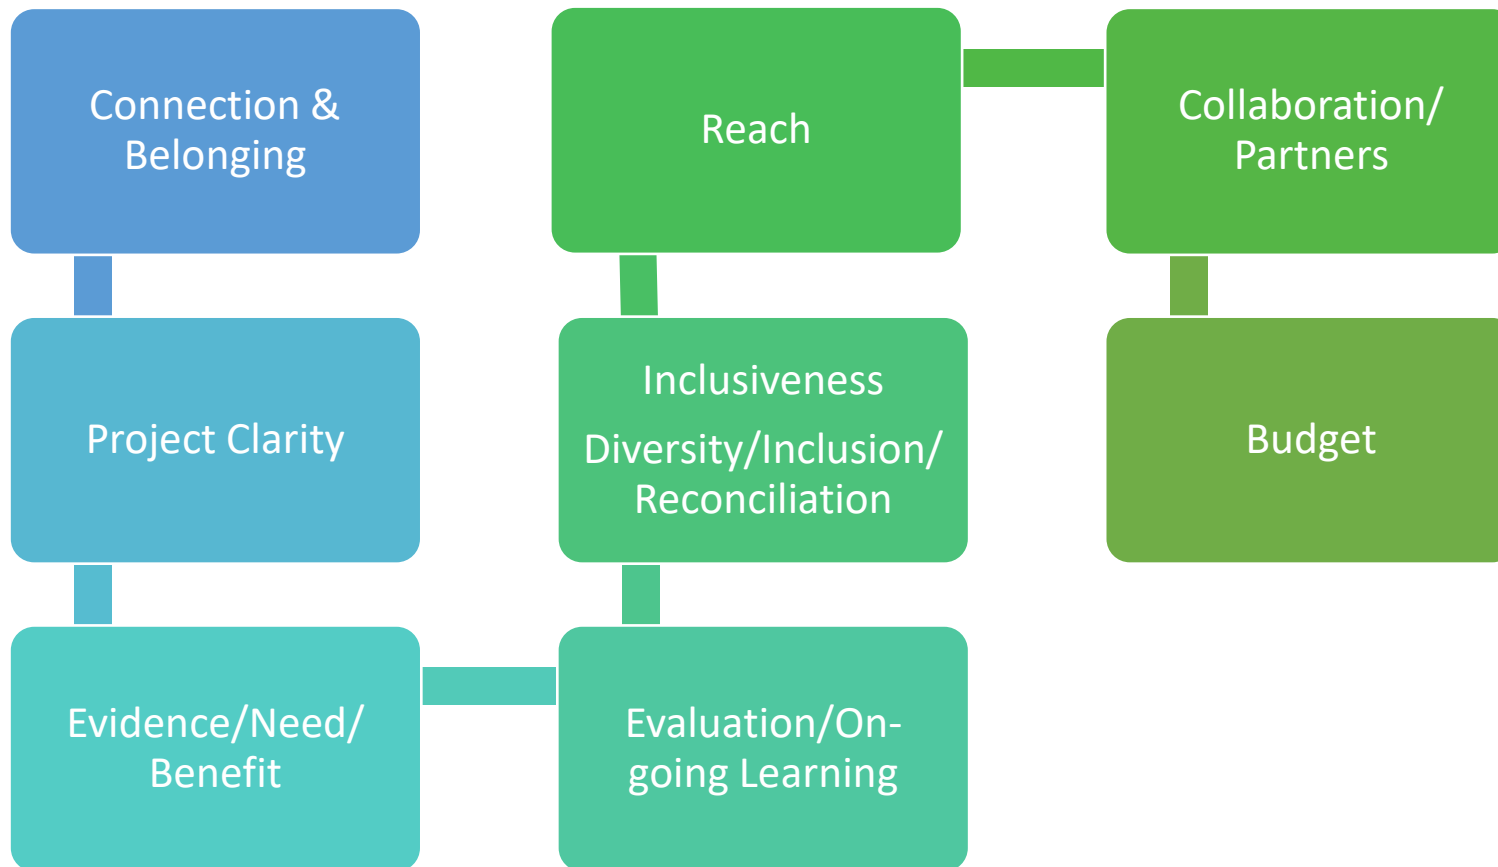 Connection &
Belonging
Project Clarity
Evidence/Need/
Benefit
Evaluation/On-
going Learning
Inclusiveness
Diversity/Inclusion/
Reconciliation
Reach
Collaboration/
Partners
Budget